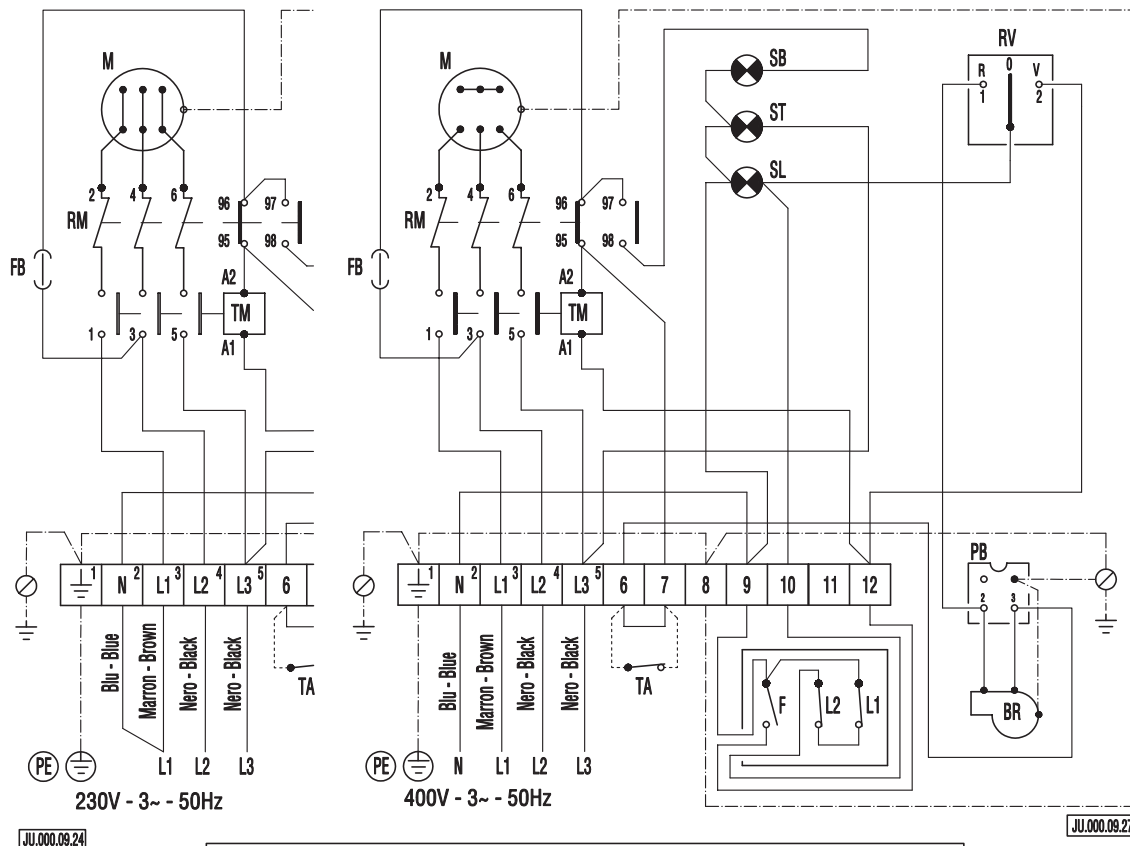 M
2 4 6 96 97
RM
95 98
FB
A2
TM
1 3 5
A1
1 N 2 L1 3 L2 4 L3 5 6
Blu - Blue
Marron - Brown
Nero - Black
Nero - Black
TA
PE L1 L2 L3
230V - 3~ - 50Hz
JU.000.09.24
M
2 4 6 96 97
RM
95 98
FB
A2
TM
1 3 5
A1
SB
ST
SL
RV
R 0 V
1 2
1 N 2 L1 3 L2 4 L3 5 6 7 8 9 10 11 12
Blu - Blue
Marron - Brown
Nero - Black
Nero - Black
TA
F L2 L1
PB
2 3
BR
PE N L1 L2 L3
400V - 3~ - 50Hz
JU.000.09.27